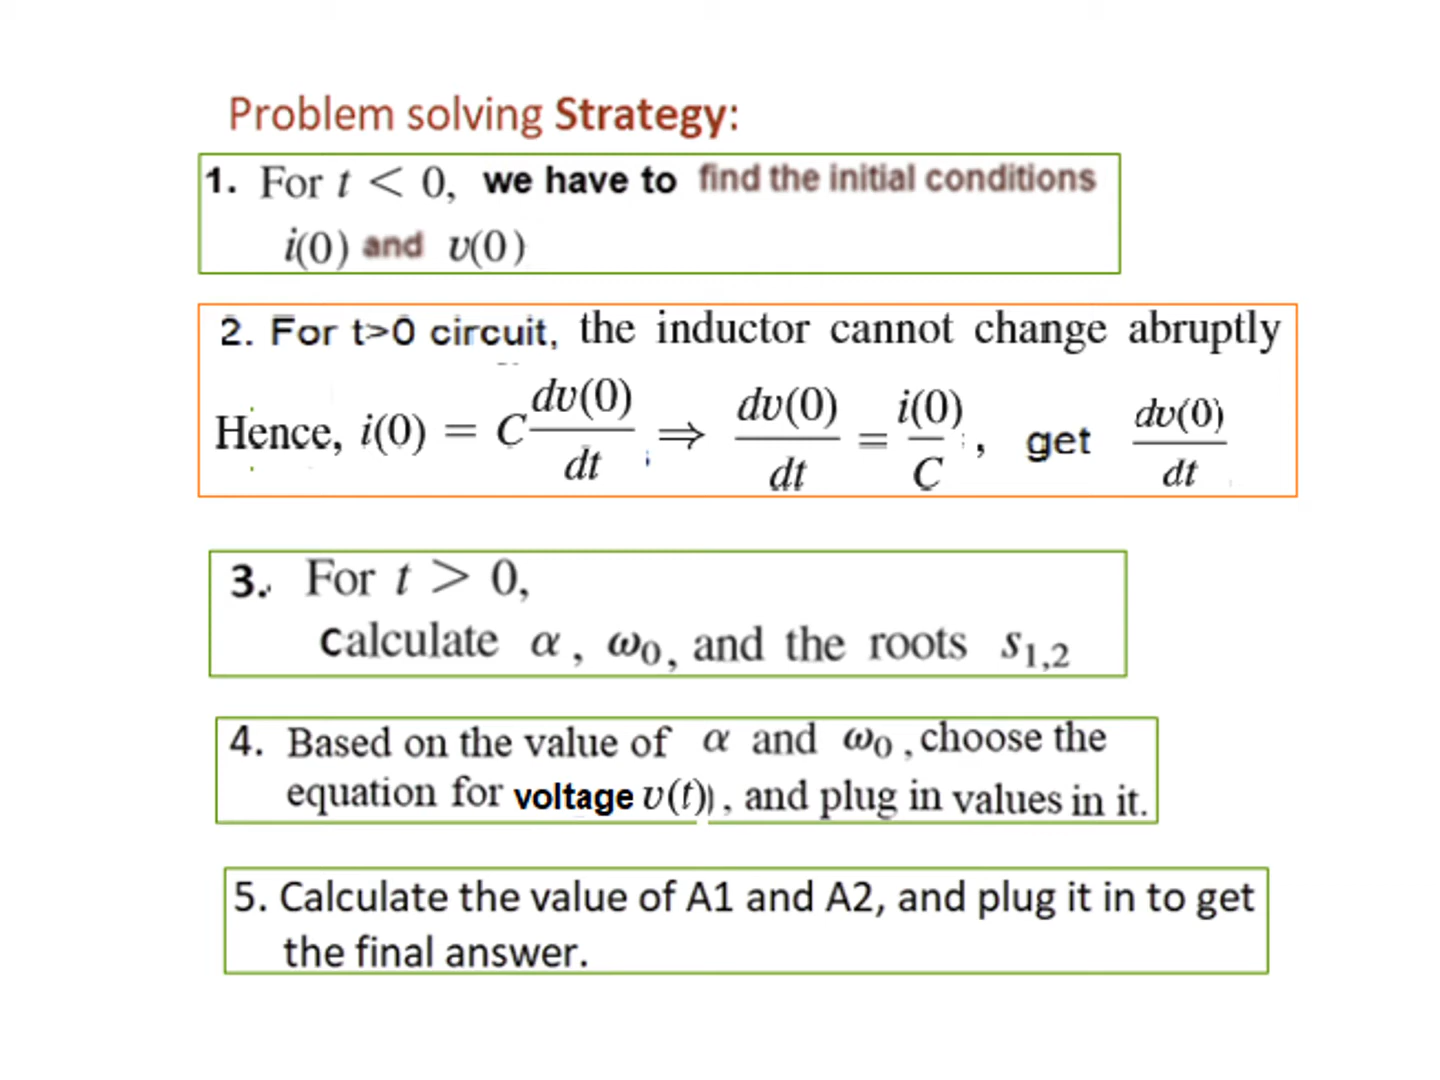 Problem solving Strategy:
1. For t < 0, we have to find the initial conditions
i(0) and v(0)
2. For t>0 circuit, the inductor cannot change abruptly
Hence, i(0) = C dv(0)/dt ⇒ dv(0)/dt = i(0)/C, get dv(0)/dt
3. For t > 0,
calculate α, ω₀, and the roots s₁,₂
4. Based on the value of α and ω₀, choose the
equation for voltage v(t)), and plug in values in it.
5. Calculate the value of A1 and A2, and plug it in to get
the final answer.